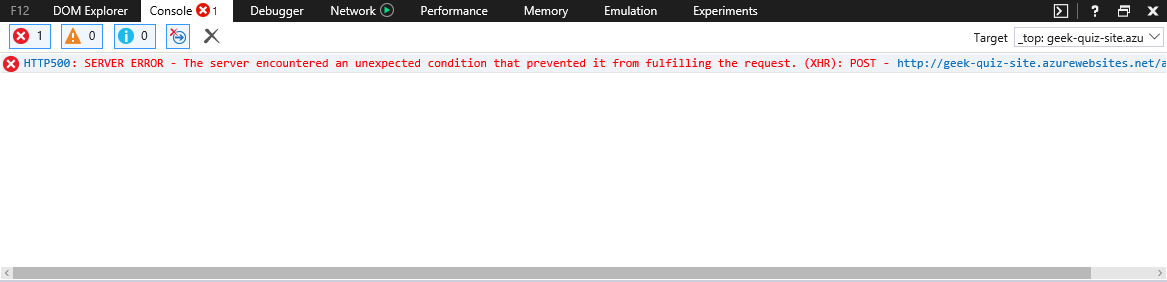 F12 DOM Explorer Console 1 Debugger Network Performance Memory Emulation Experiments ?
1 0 0 Target _top: geek-quiz-site.azu
HTTP500: SERVER ERROR - The server encountered an unexpected condition that prevented it from fulfilling the request. (XHR): POST - http://geek-quiz-site.azurewebsites.net/a